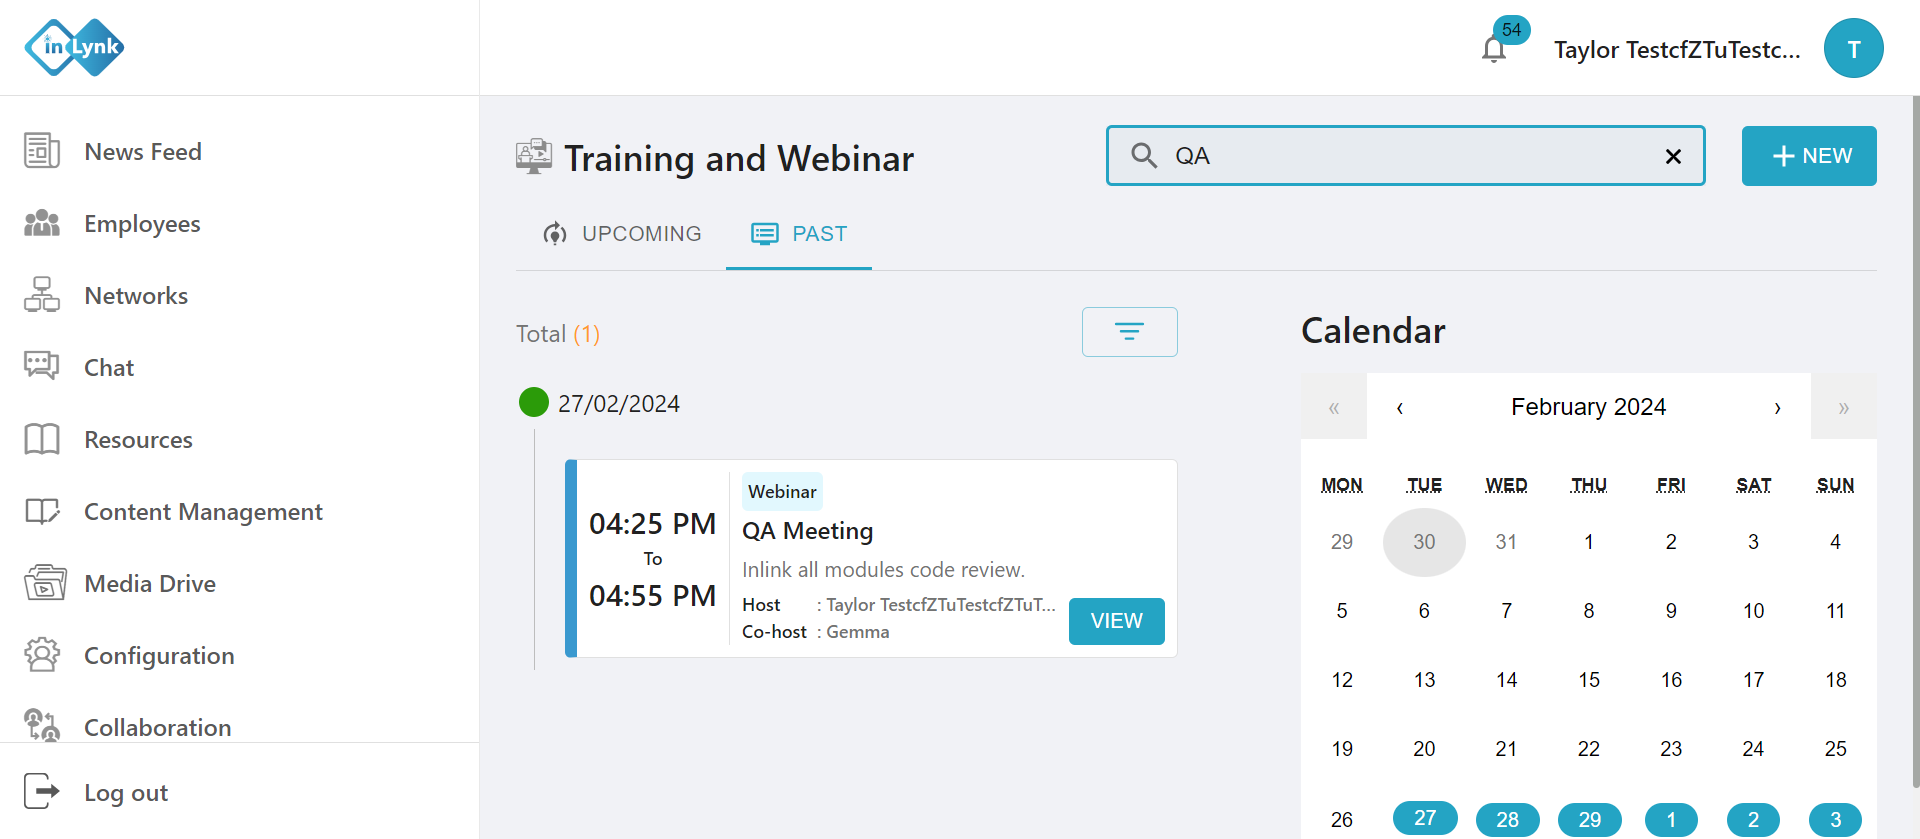 in Lynk
54
Taylor TestcfZTuTestc...
T
News Feed
Employees
Networks
Chat
Resources
Content Management
Media Drive
Configuration
Collaboration
Log out
Training and Webinar
QA
NEW
UPCOMING
PAST
Total (1)
27/02/2024
04:25 PM
To
04:55 PM
Webinar
QA Meeting
Inlink all modules code review.
Host : Taylor TestcfZTuTestcfZTuT...
Co-host : Gemma
VIEW
Calendar
« ‹ February 2024 › »
MON TUE WED THU FRI SAT SUN
29 30 31 1 2 3 4
5 6 7 8 9 10 11
12 13 14 15 16 17 18
19 20 21 22 23 24 25
26 27 28 29 1 2 3